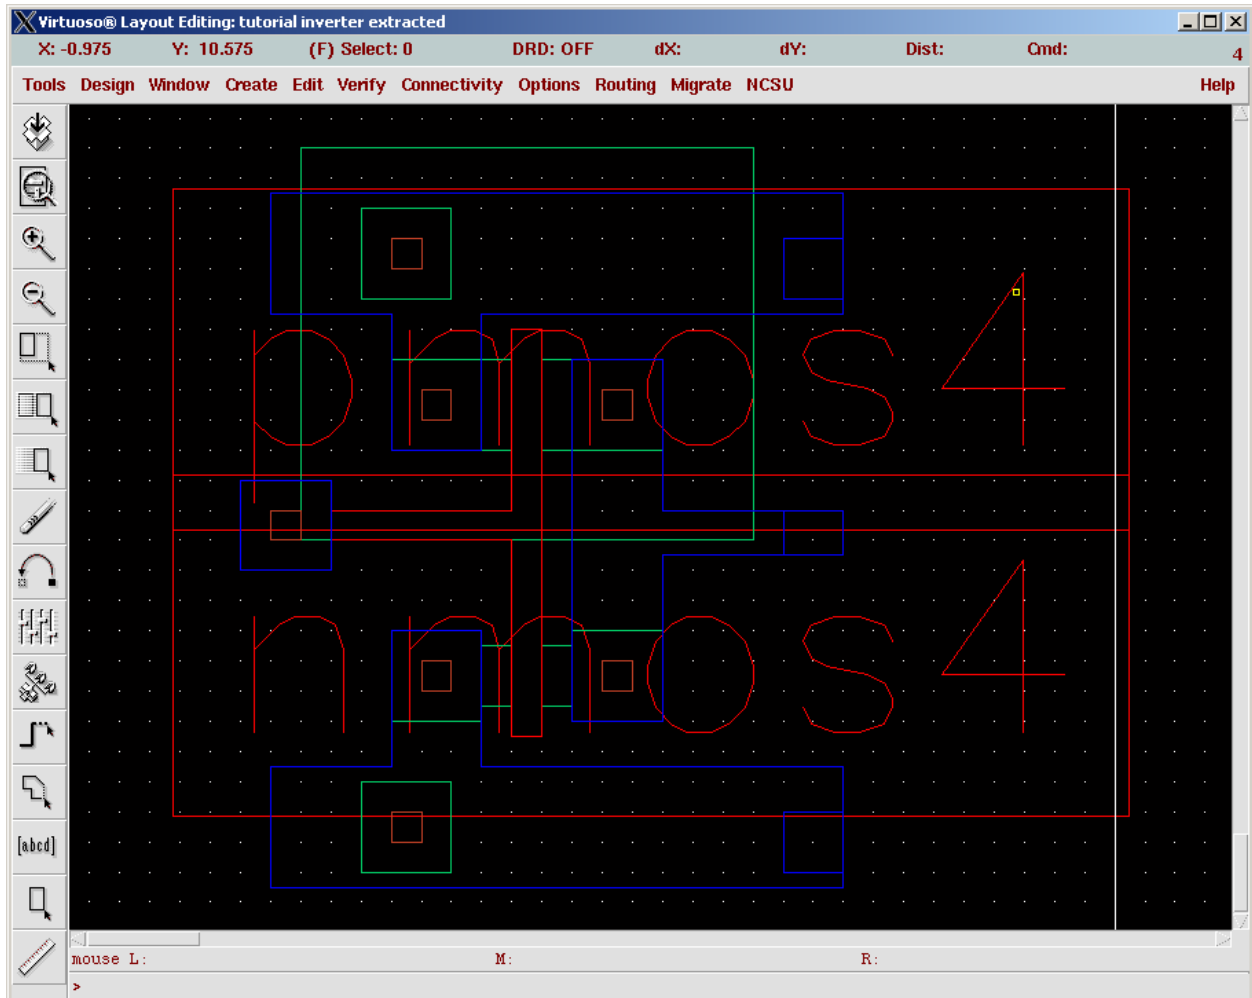 Virtuoso® Layout Editing: tutorial inverter extracted
X: -0.975 Y: 10.575 (F) Select: 0 DRD: OFF dX: dY: Dist: Cmd: 4
Tools Design Window Create Edit Verify Connectivity Options Routing Migrate NCSU Help
pmos4
nmos4
[abcd]
mouse L: M: R:
>